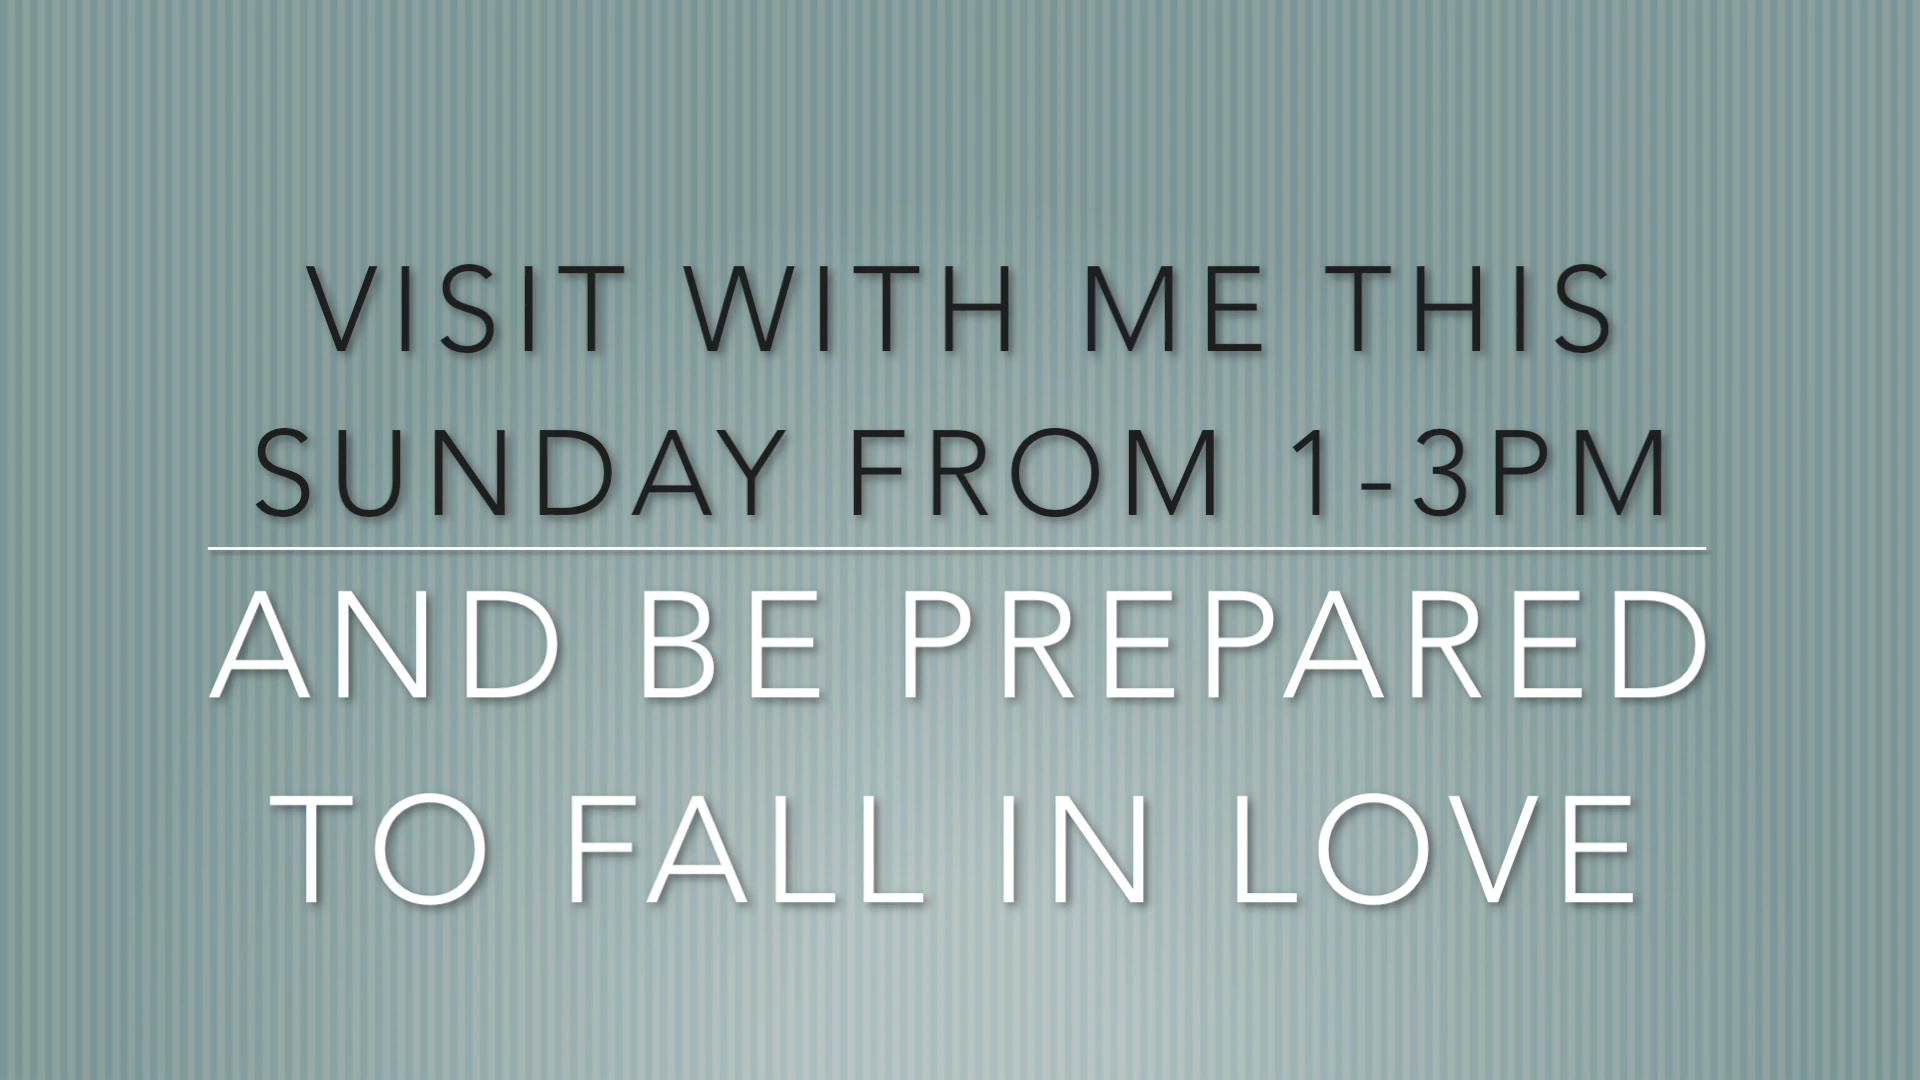 VISIT WITH ME THIS
SUNDAY FROM 1-3PM
AND BE PREPARED
TO FALL IN LOVE